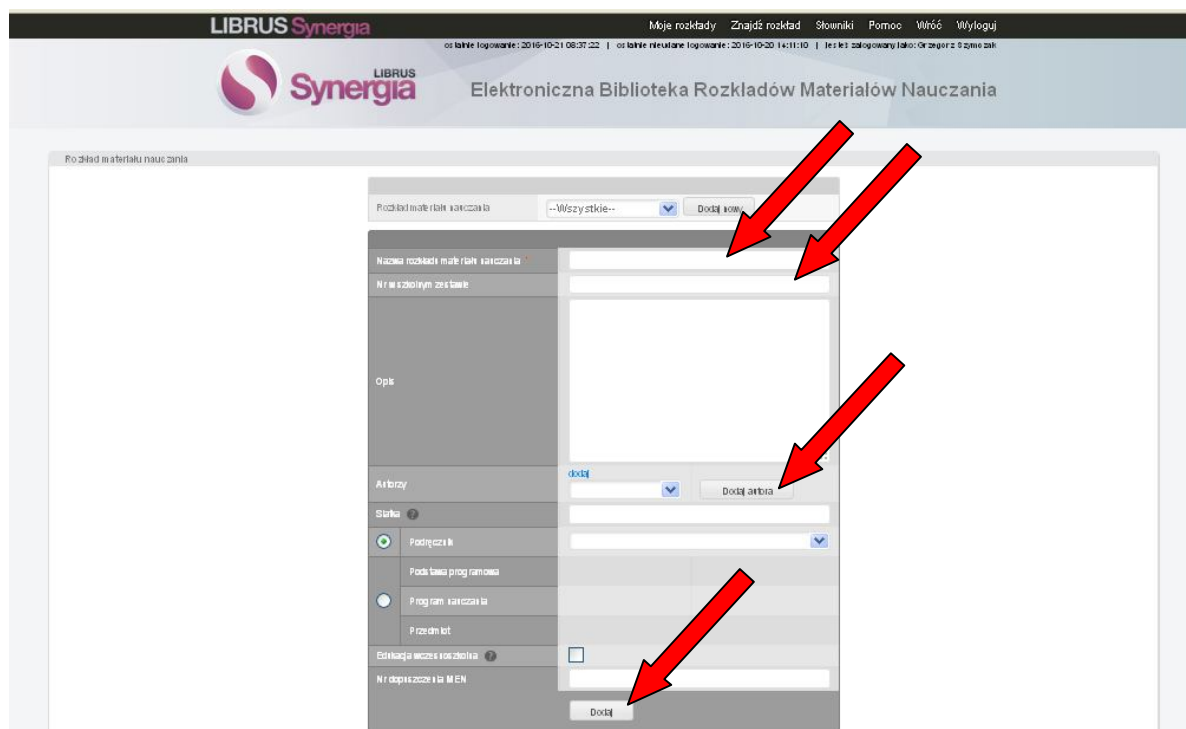 LIBRUS Synergia Moje rozkłady Znajdź rozkład Słowniki Pomoc Wróć Wyloguj
ostatnie logowanie: 2016-10-21 08:37:22 | ostatnie nieudane logowanie: 2016-10-20 14:11:10 | Jesteś zalogowany jako: Grzegorz Szymczak
LIBRUS
Synergia
Elektroniczna Biblioteka Rozkładów Materiałów Nauczania
Rozkład materiału nauczania
Rozkład materiału nauczania --Wszystkie-- Dodaj nowy
Nazwa rozkładu materiału nauczania *
Nr w szkolnym zestawie
Opis
dodaj
Autorzy Dodaj autora
Siatka ?
Podręcznik
Podstawa programowa
Program nauczania
Przedmiot
Edukacja wczesnoszkolna ?
Nr dopuszczenia MEN
Dodaj